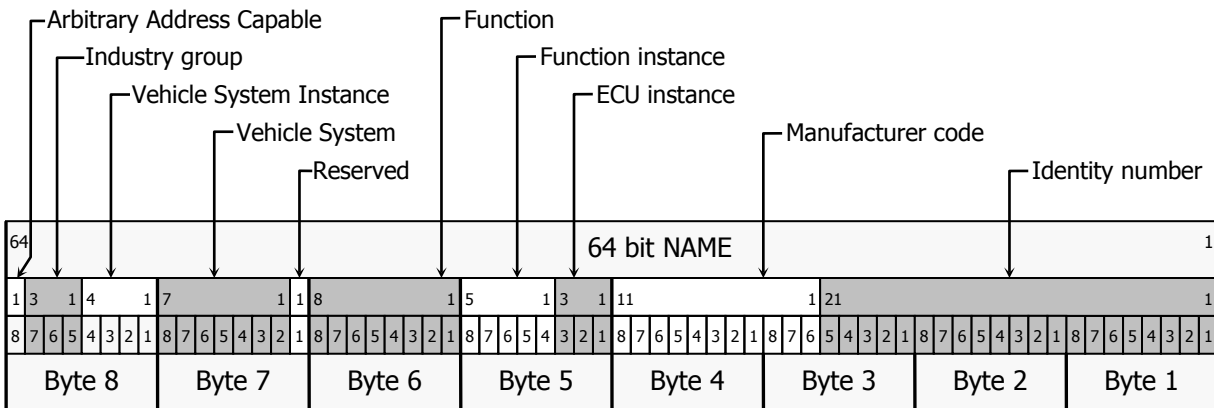 Arbitrary Address Capable Function
Industry group Function instance
Vehicle System Instance ECU instance
Vehicle System Manufacturer code
Reserved Identity number
64 64 bit NAME 1
1 3 1 4 1 7 1 1 8 1 5 1 3 1 11 1 21 1
8 7 6 5 4 3 2 1 8 7 6 5 4 3 2 1 8 7 6 5 4 3 2 1 8 7 6 5 4 3 2 1 8 7 6 5 4 3 2 1 8 7 6 5 4 3 2 1 8 7 6 5 4 3 2 1 8 7 6 5 4 3 2 1
Byte 8 Byte 7 Byte 6 Byte 5 Byte 4 Byte 3 Byte 2 Byte 1